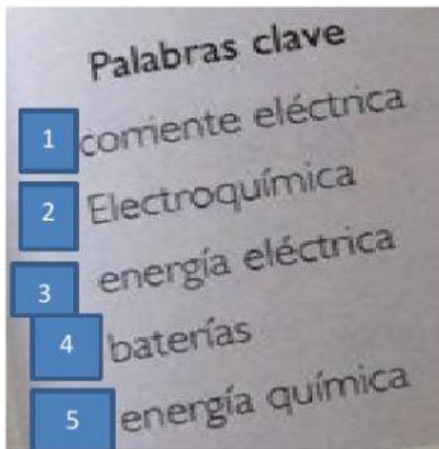 Palabras clave
1 corriente eléctrica
2 Electroquímica
3 energía eléctrica
4 baterías
5 energía química